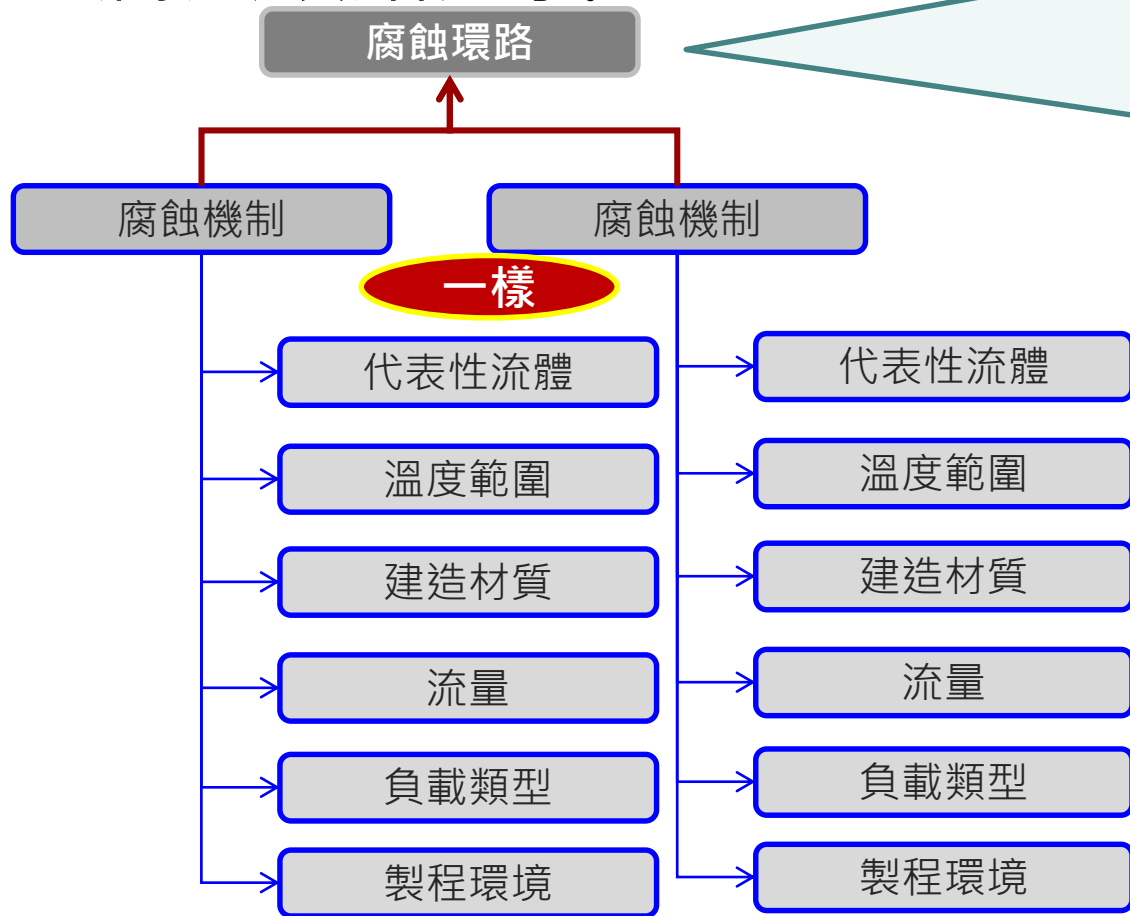 腐蝕環路
腐蝕機制
腐蝕機制
一樣
代表性流體
代表性流體
溫度範圍
溫度範圍
建造材質
建造材質
流量
流量
負載類型
負載類型
製程環境
製程環境